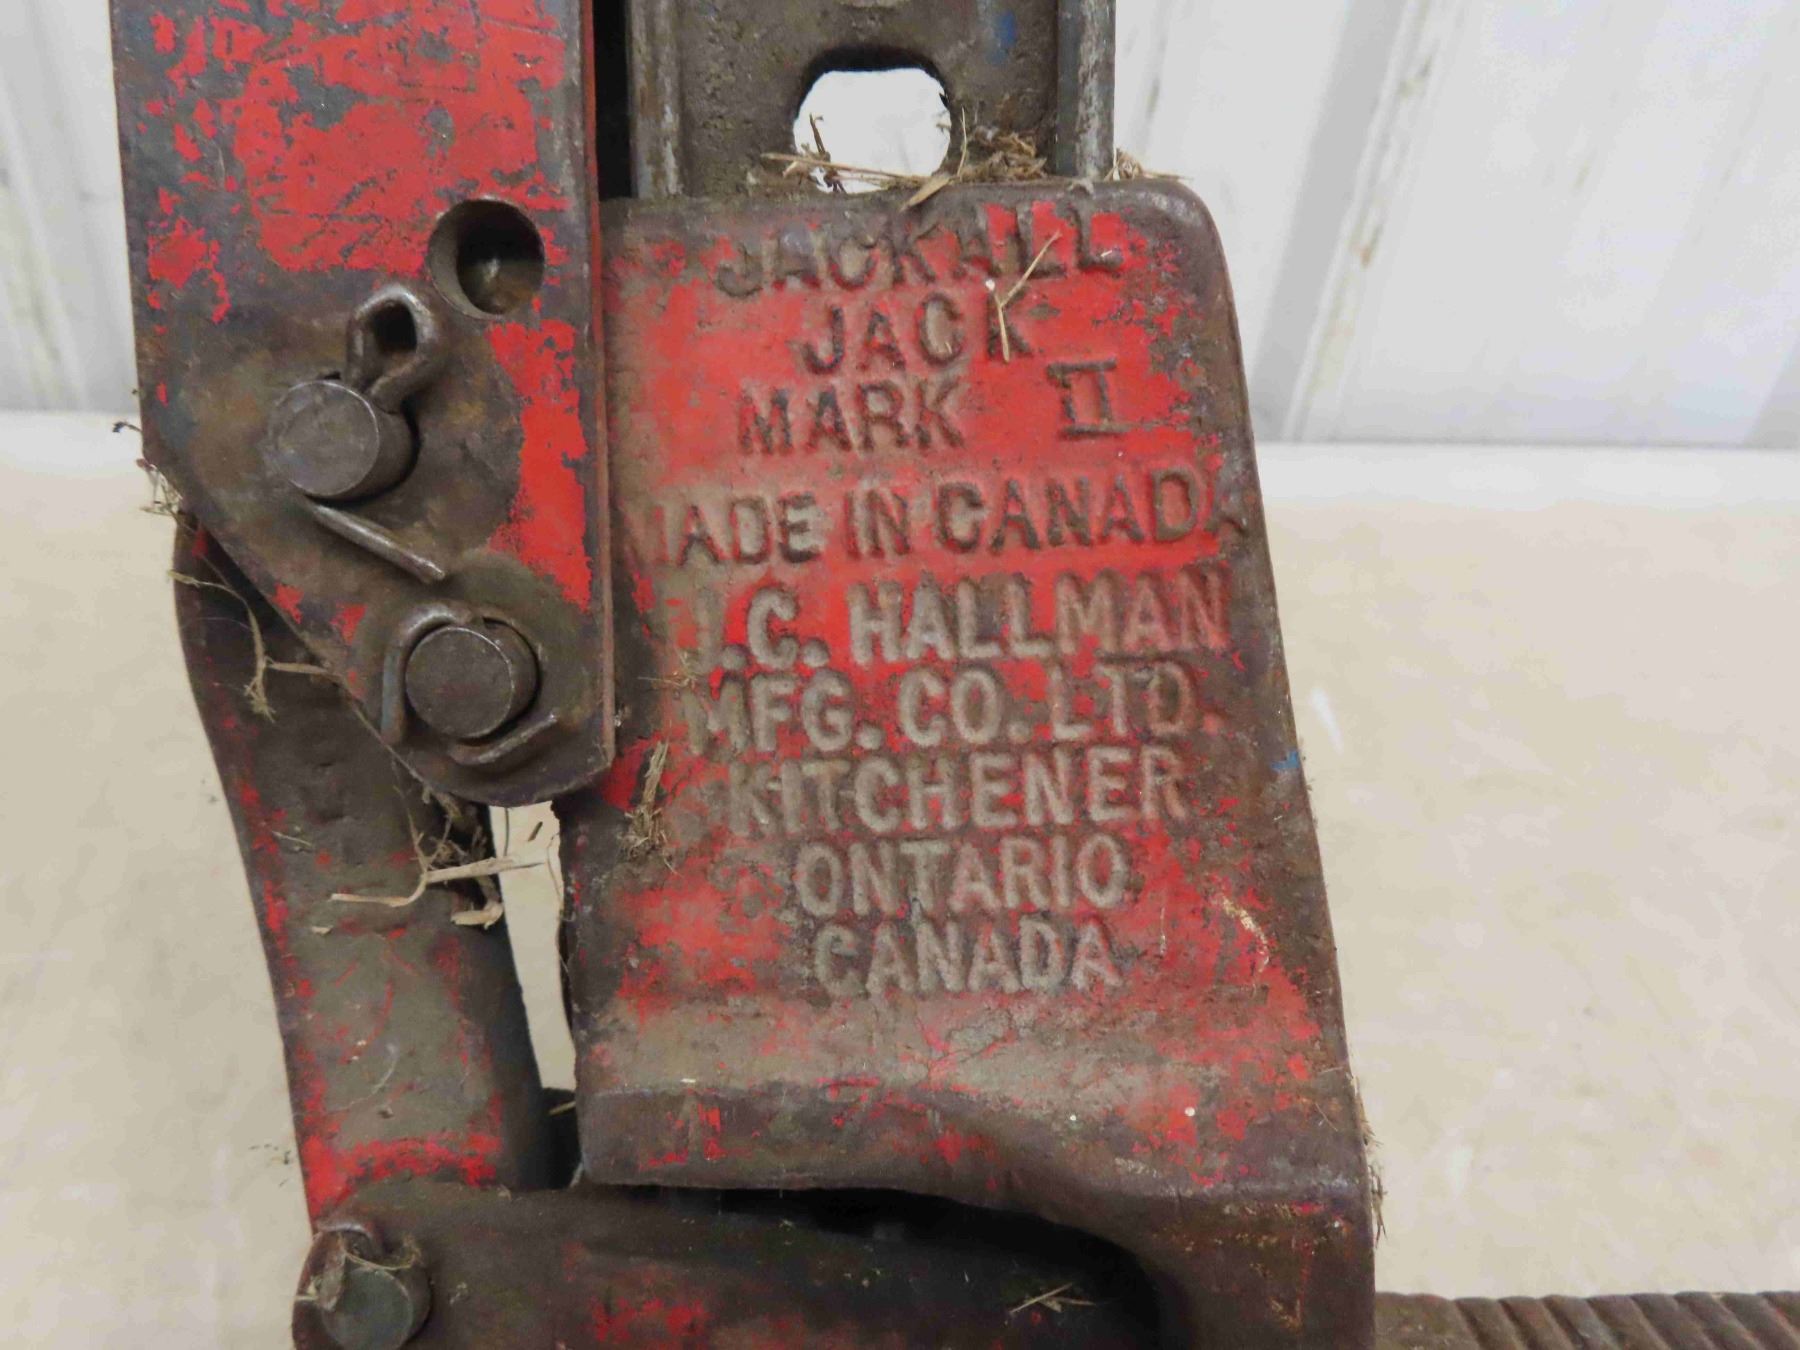 JACKALL
JACK
MARK II
MADE IN CANADA
J.C. HALLMAN
MFG. CO. LTD.
KITCHENER
ONTARIO
CANADA